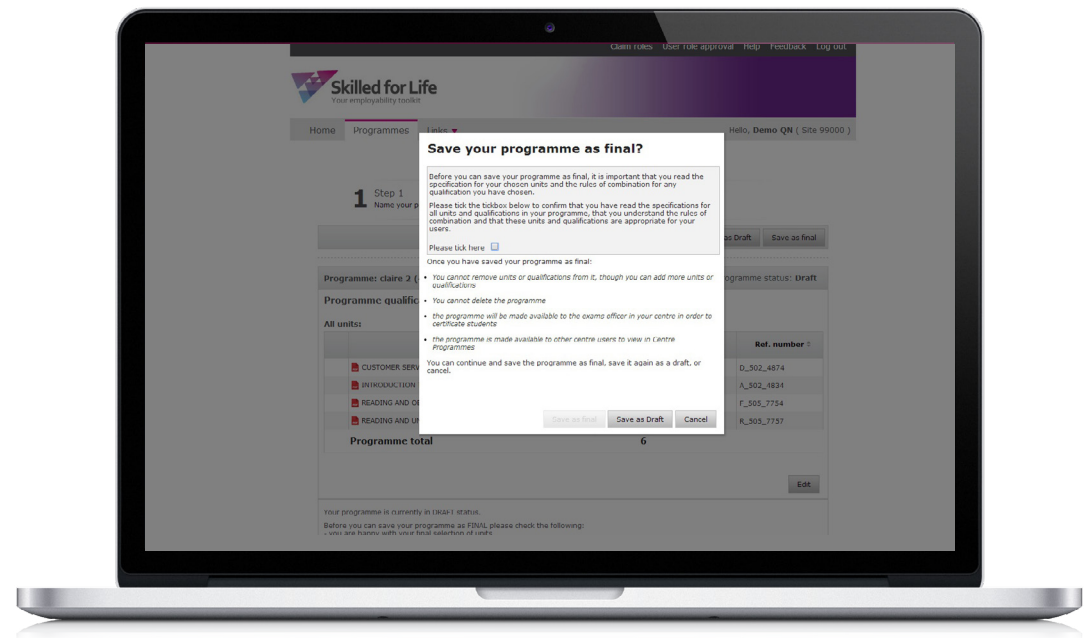 Claim roles User role approval Help Feedback Log out
Skilled for Life
Your employability toolkit
Home Programmes Links
Hello, Demo QN ( Site 99000 )
Save your programme as final?
Before you can save your programme as final, it is important that you read the
specification for your chosen units and the rules of combination for any
qualification you have chosen.
Please tick the tickbox below to confirm that you have read the specifications for
all units and qualifications in your programme, that you understand the rules of
combination and that these units and qualifications are appropriate for your
users.
Please tick here
Once you have saved your programme as final:
• You cannot remove units or qualifications from it, though you can add more units or
qualifications
• You cannot delete the programme
• the programme will be made available to the exams officer in your centre in order to
certificate students
• the programme is made available to other centre users to view in Centre
Programmes
You can continue and save the programme as final, save it again as a draft, or
cancel.
Save as final Save as Draft Cancel
1 Step 1
Name your p
as Draft Save as final
Programme: claire 2 (
ogramme status: Draft
Programme qualific
All units:
Ref. number
CUSTOMER SERV D_502_4874
INTRODUCTION A_502_4834
READING AND F_505_7754
READING AND R_505_7757
Programme total 6
Edit
Your programme is currently in DRAFT status.
Before you can save your programme as FINAL please check the following:
- you are happy with your final selection of units